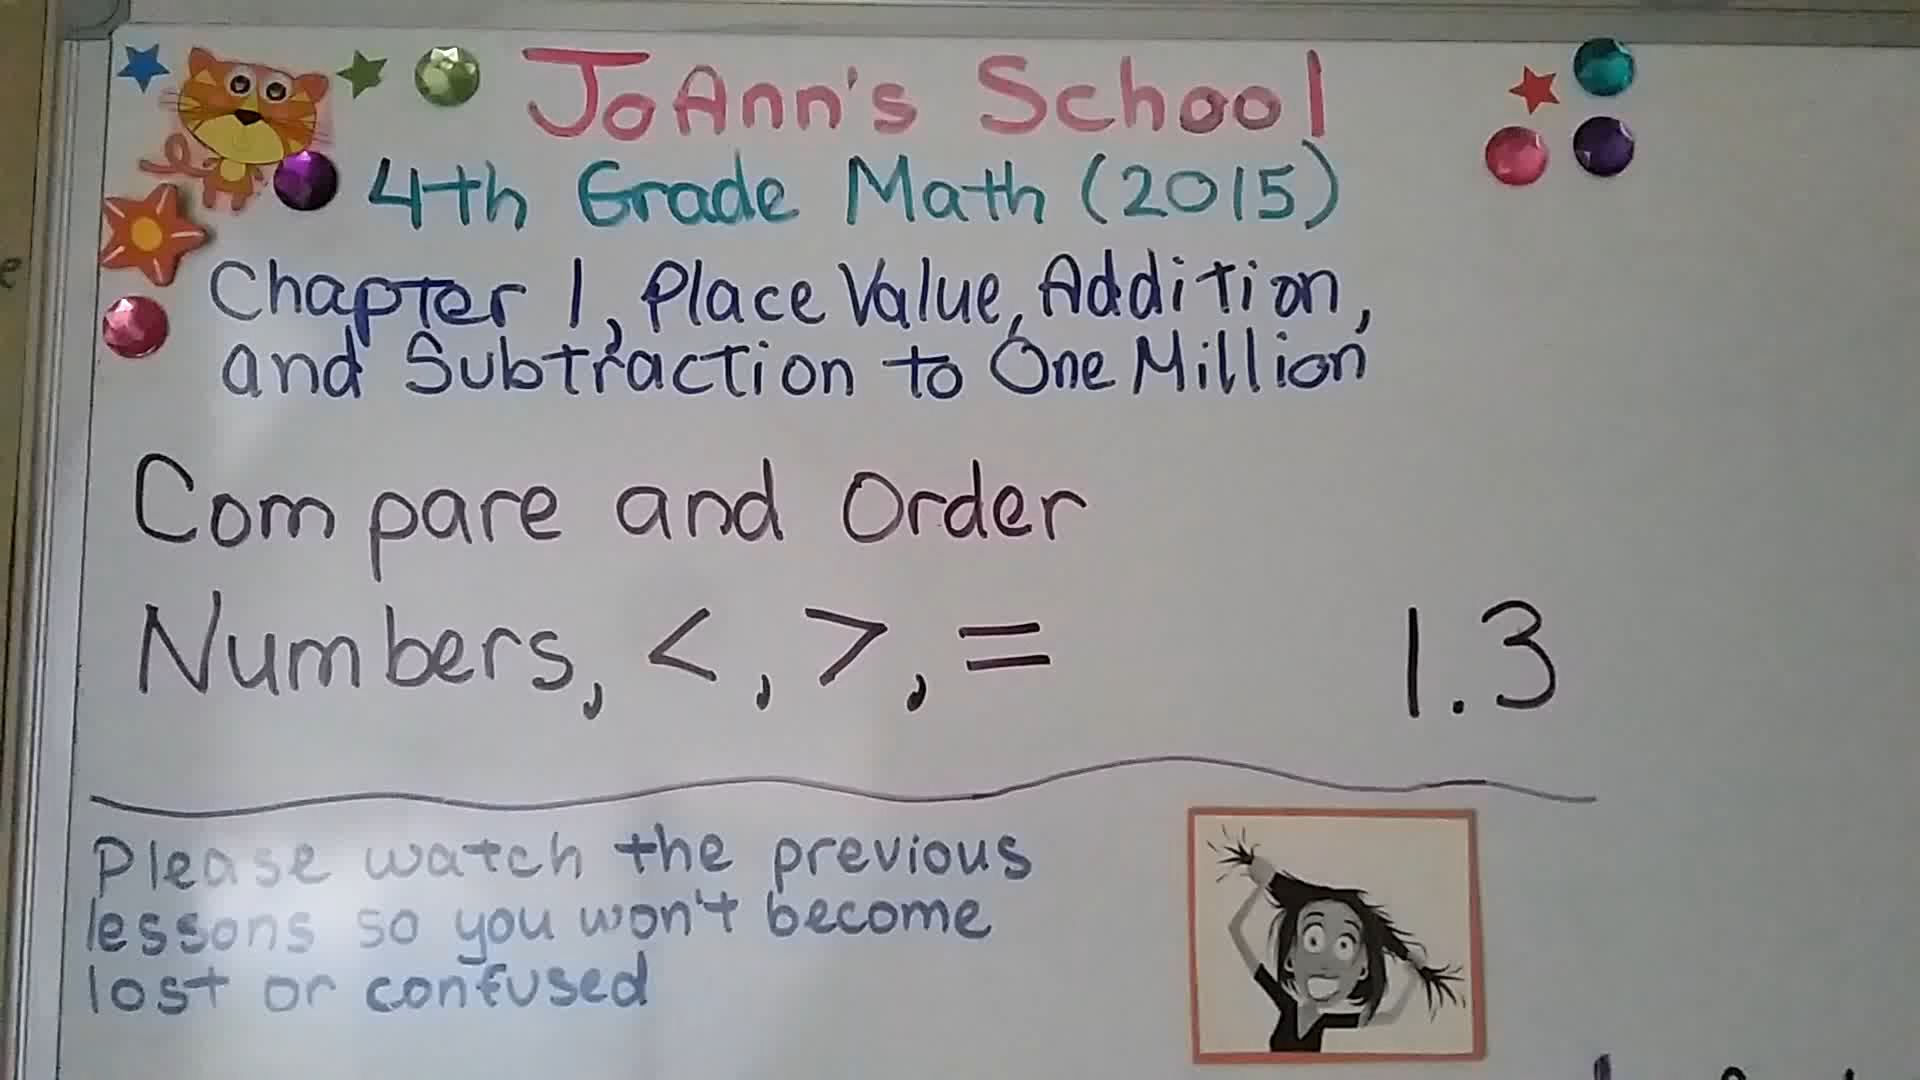 JoAnn's School
4th Grade Math (2015)
Chapter 1, Place Value, Addition,
and Subtraction to One Million
Compare and Order
Numbers, <, >, = 1.3
Please watch the previous
lessons so you won't become
lost or confused